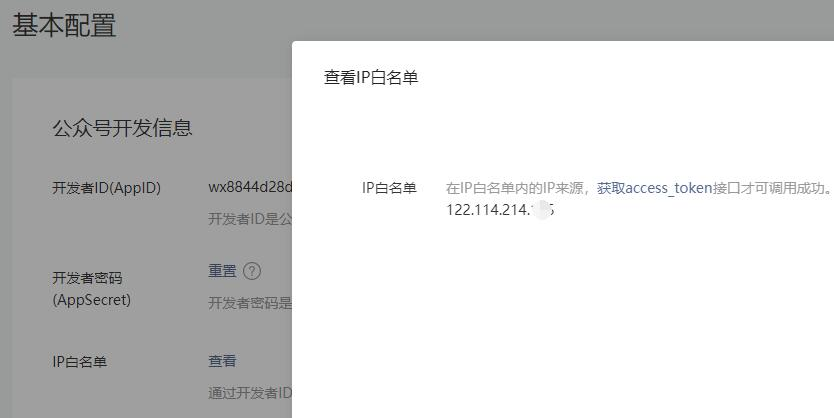 基本配置
查看IP白名单
公众号开发信息
开发者ID(AppID)
wx8844d28d
IP白名单
在IP白名单内的IP来源，获取access_token接口才可调用成功。
122.114.214.
开发者ID是公
开发者密码
(AppSecret)
重置 ?
开发者密码是
IP白名单
查看
通过开发者ID